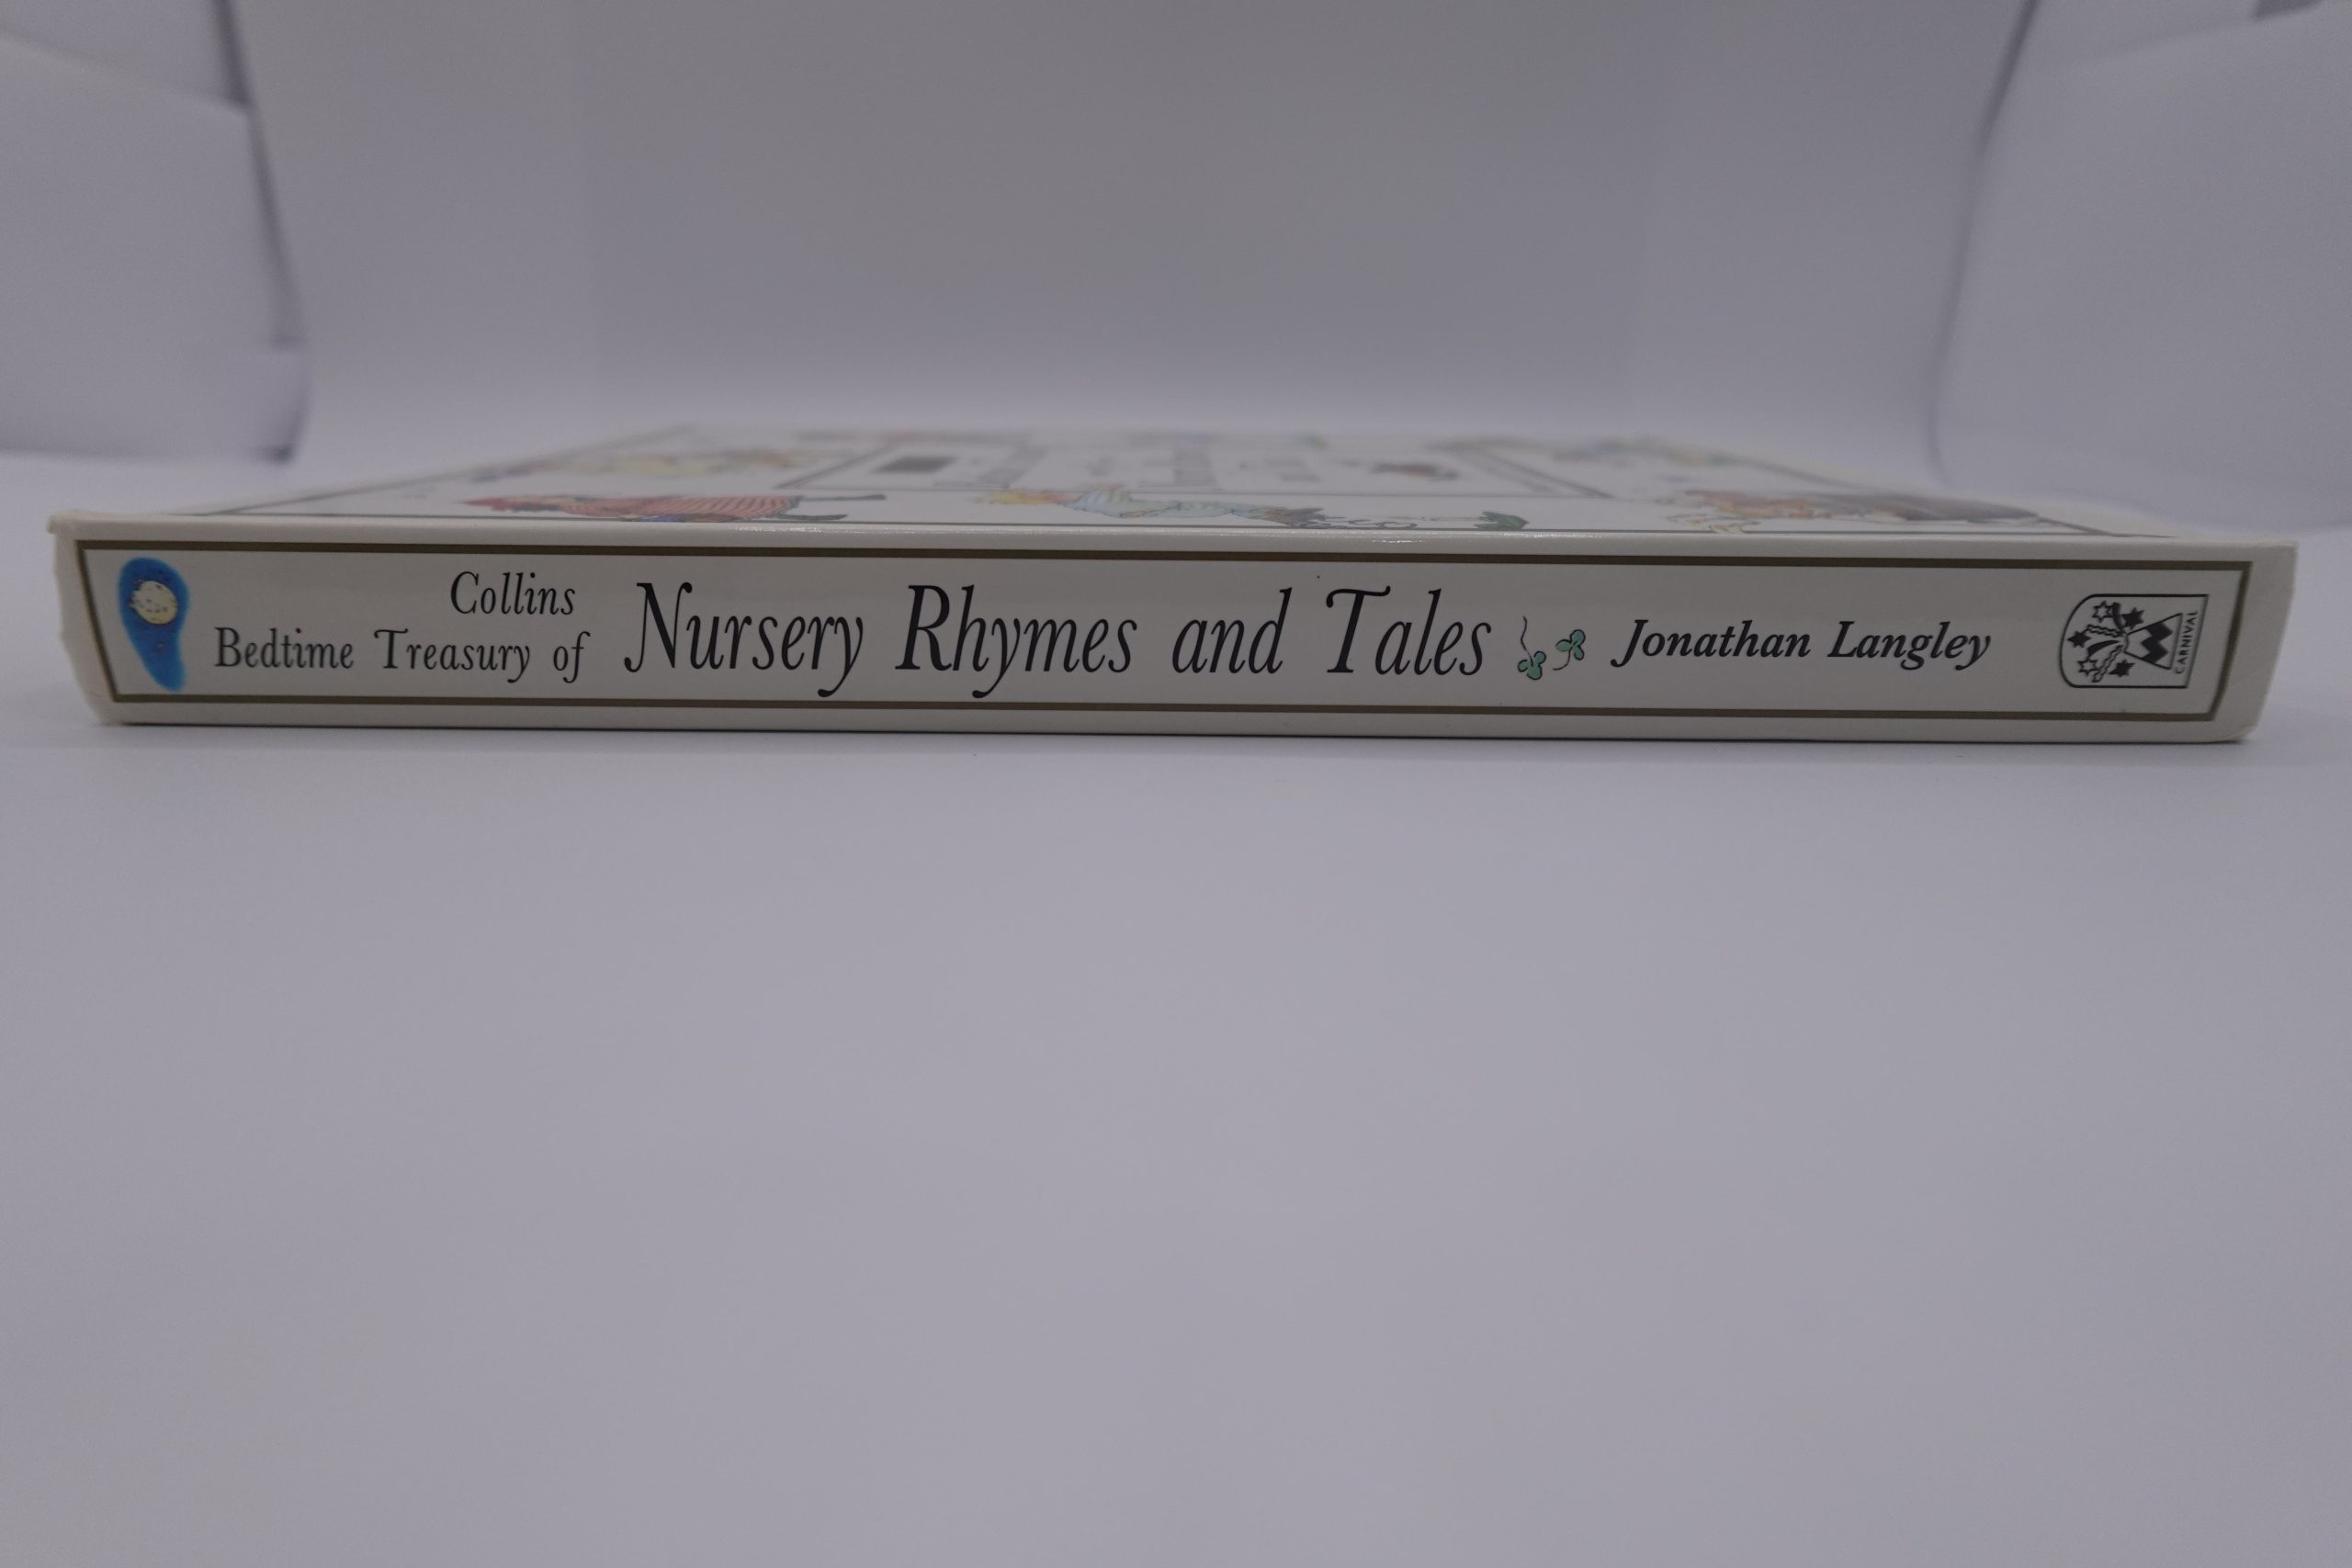 Collins
Bedtime Treasury of
Nursery Rhymes and Tales
Jonathan Langley
CARNIVAL